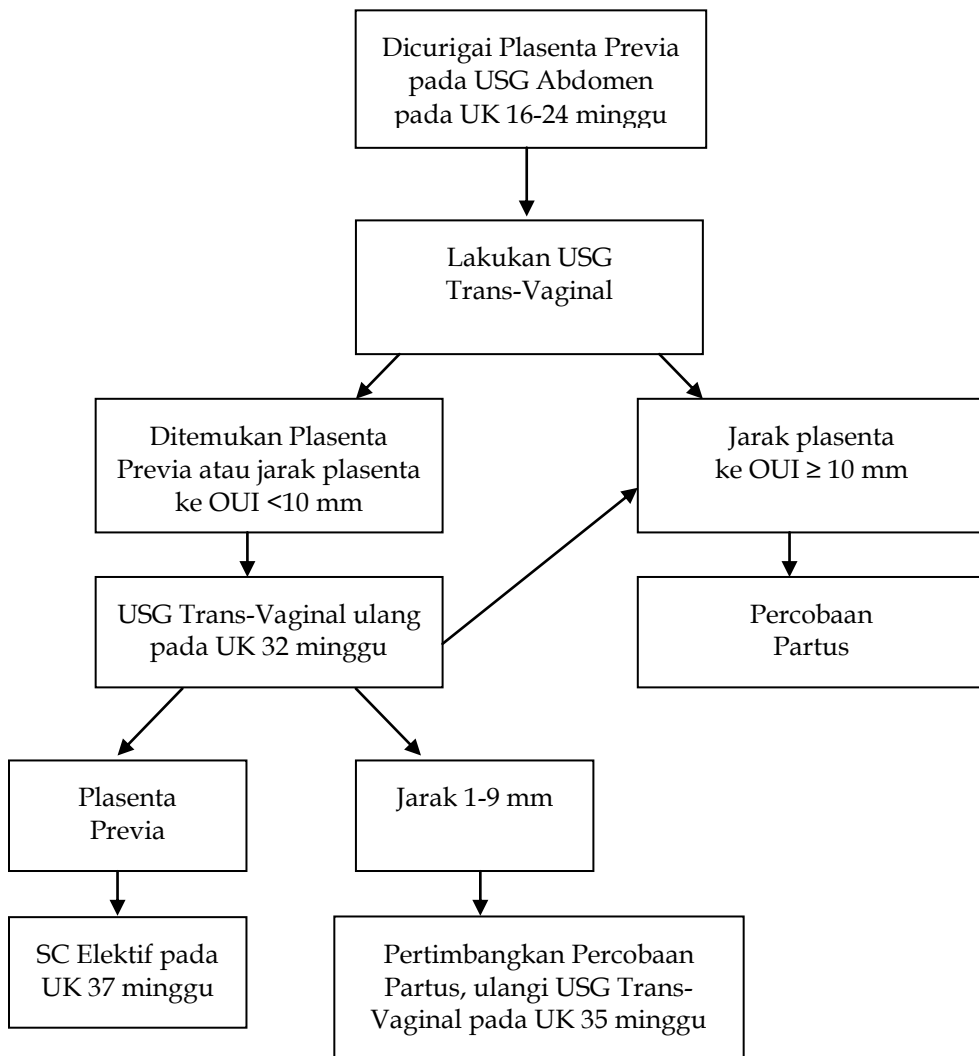 Dicurigai Plasenta Previa
pada USG Abdomen
pada UK 16-24 minggu
Lakukan USG
Trans-Vaginal
Ditemukan Plasenta
Previa atau jarak plasenta
ke OUI <10 mm
Jarak plasenta
ke OUI ≥ 10 mm
USG Trans-Vaginal ulang
pada UK 32 minggu
Percobaan
Partus
Plasenta
Previa
Jarak 1-9 mm
SC Elektif pada
UK 37 minggu
Pertimbangkan Percobaan
Partus, ulangi USG Trans-
Vaginal pada UK 35 minggu